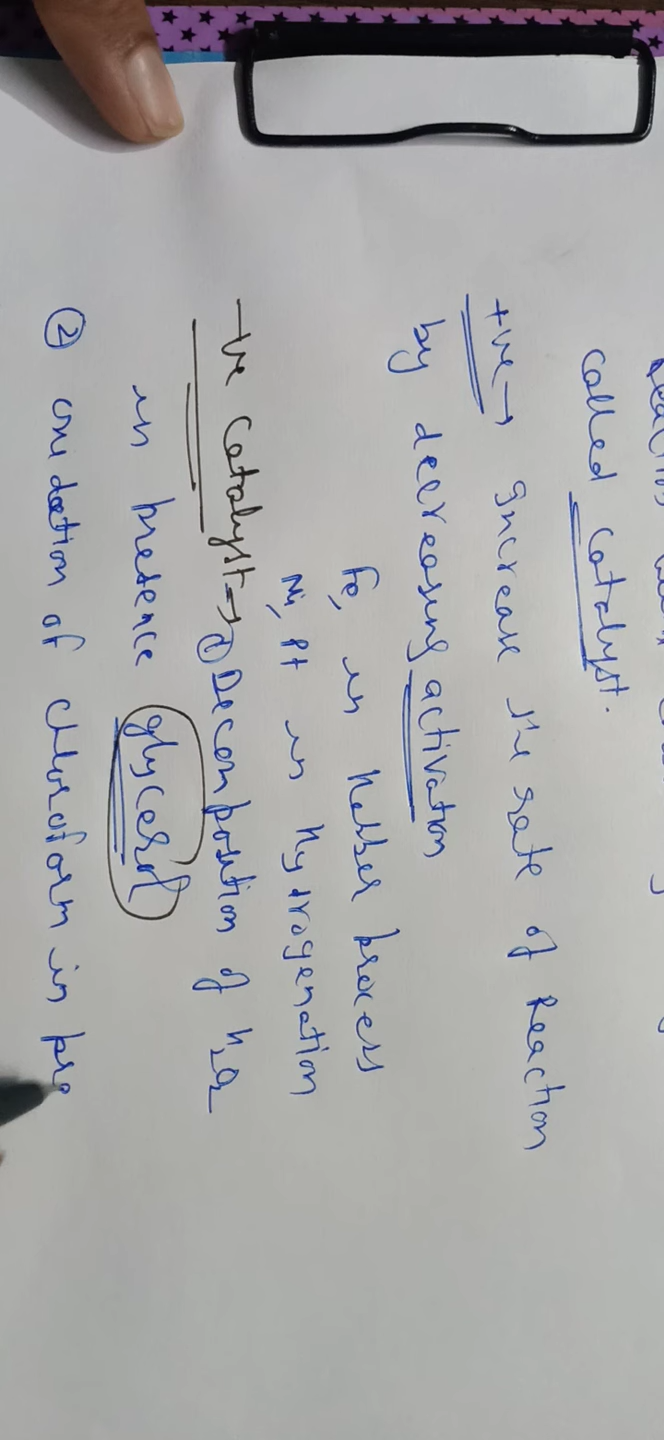 called Catalyst.
+ve → Increase the rate of Reaction
by decreasing activation
Fe, in Haber process
Ni, Pt in Hydrogenation
-ve Catalyst → ① Decomposition of H2O2
in presence glycerol
② oxidation of chloroform in pre